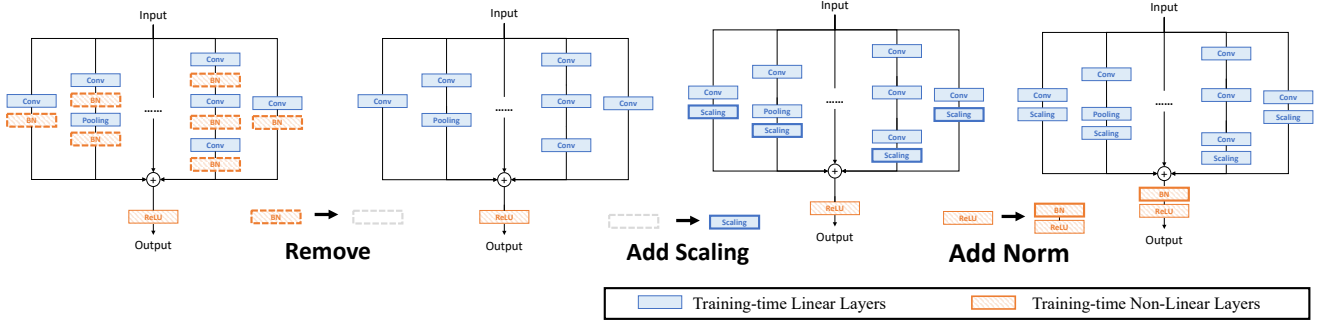 Input
Conv
BN
Conv
BN
Pooling
BN
......
Conv
BN
Conv
BN
Conv
BN
Conv
BN
+
ReLU
Output
BN
Remove
Input
Conv
Conv
Pooling
......
Conv
Conv
Conv
Conv
+
ReLU
Output
Scaling
Add Scaling
Input
Conv
Scaling
Conv
Pooling
Scaling
......
Conv
Conv
Conv
Scaling
Conv
Scaling
+
ReLU
Output
ReLU
BN
ReLU
Add Norm
Input
Conv
Scaling
Conv
Pooling
Scaling
......
Conv
Conv
Conv
Scaling
Conv
Scaling
+
BN
ReLU
Output
Training-time Linear Layers
Training-time Non-Linear Layers